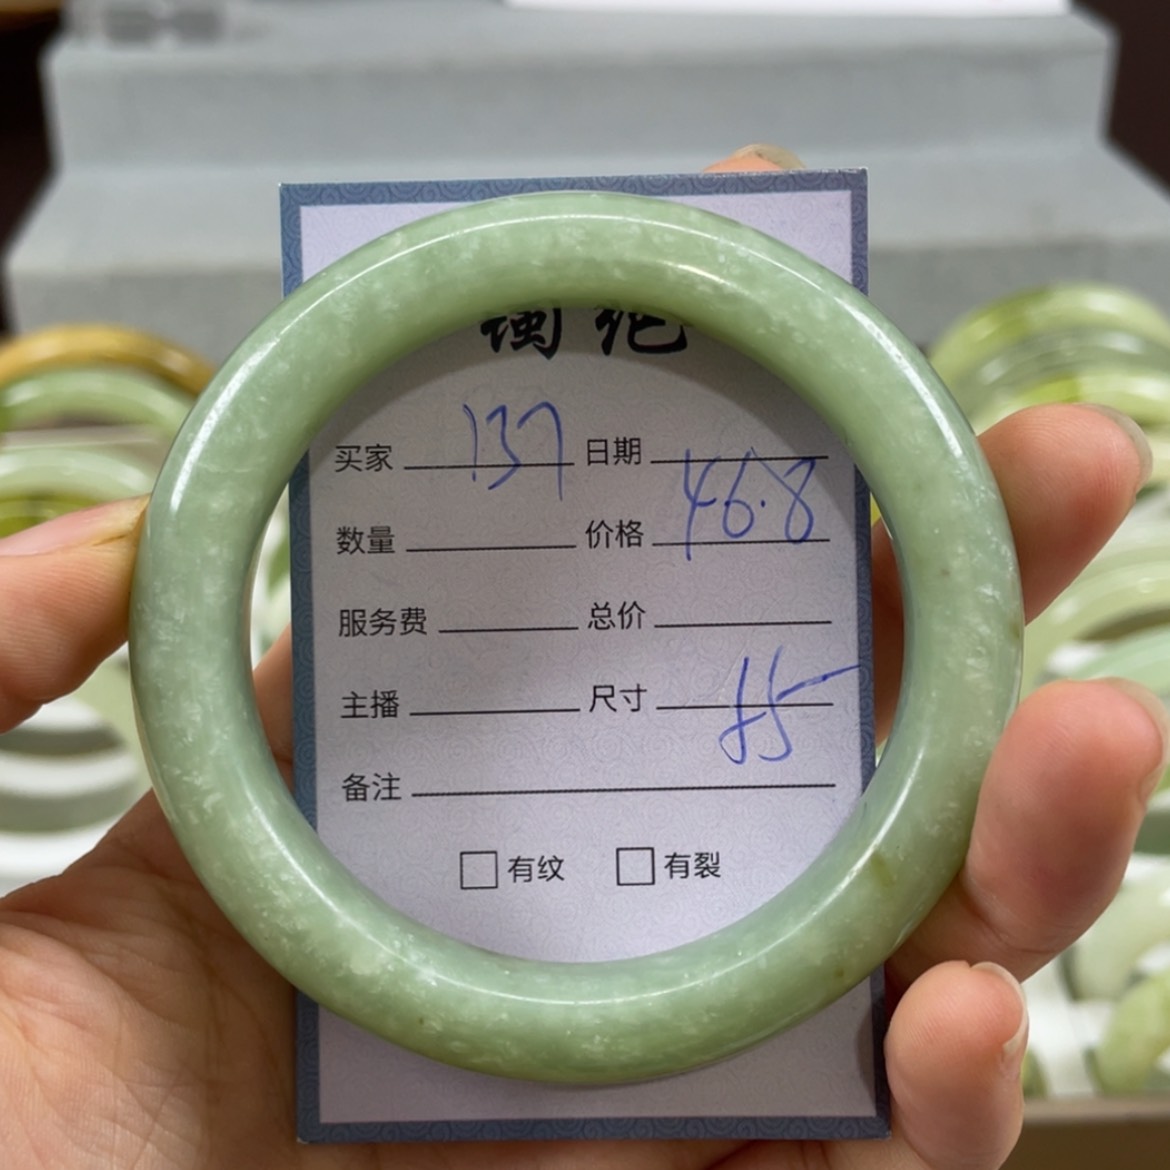 买家 137 日期
数量 价格 46.8
服务费 总价
主播 尺寸 55
备注
□有纹 □有裂